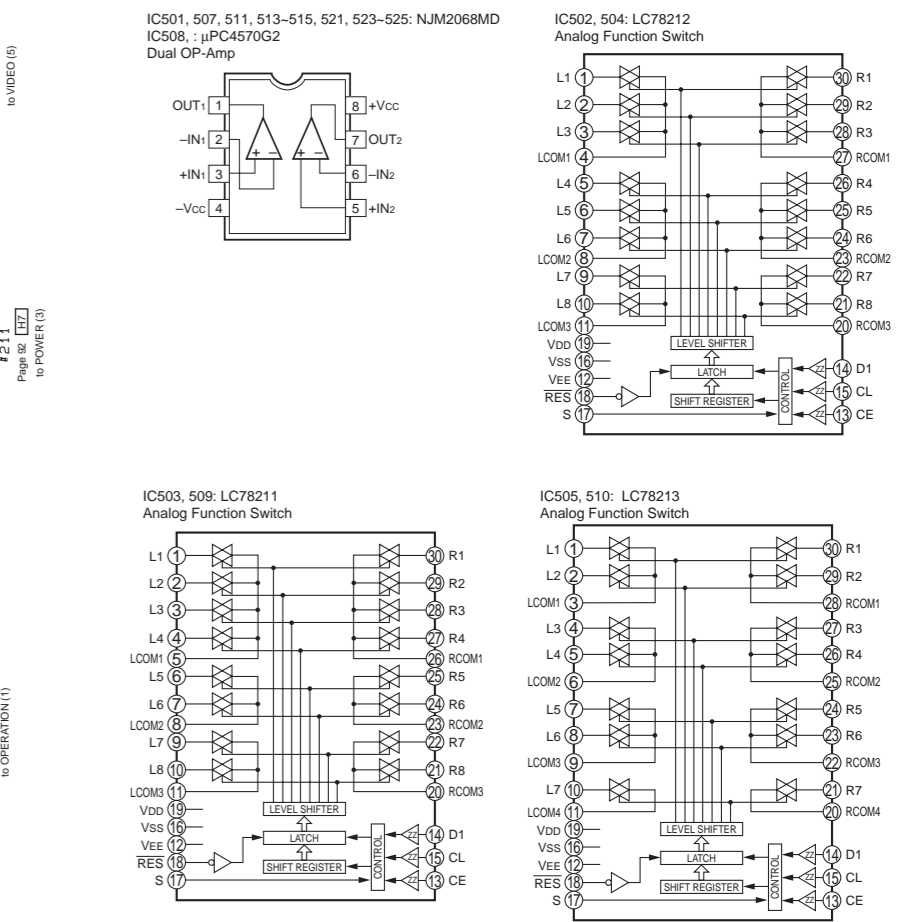 to VIDEO (5)
#211
Page 92 H7
to POWER (3)
to OPERATION (1)
IC501, 507, 511, 513~515, 521, 523~525: NJM2068MD
IC508, : µPC4570G2
Dual OP-Amp
OUT1 1 8 +VCC
–IN1 2 7 OUT2
+ – + –
+IN1 3 6 –IN2
–VCC 4 5 +IN2
IC502, 504: LC78212
Analog Function Switch
L1 1 30 R1
L2 2 29 R2
L3 3 28 R3
LCOM1 4 27 RCOM1
L4 5 26 R4
L5 6 25 R5
L6 7 24 R6
LCOM2 8 23 RCOM2
L7 9 22 R7
L8 10 21 R8
LCOM3 11 20 RCOM3
VDD 19 LEVEL SHIFTER
VSS 16
VEE 12 LATCH CONTROL ZZ 14 D1
RES 18 SHIFT REGISTER ZZ 15 CL
S 17 ZZ 13 CE
IC503, 509: LC78211
Analog Function Switch
L1 1 30 R1
L2 2 29 R2
L3 3 28 R3
L4 4 27 R4
LCOM1 5 26 RCOM1
L5 6 25 R5
L6 7 24 R6
LCOM2 8 23 RCOM2
L7 9 22 R7
L8 10 21 R8
LCOM3 11 20 RCOM3
VDD 19 LEVEL SHIFTER
VSS 16
VEE 12 LATCH CONTROL ZZ 14 D1
RES 18 SHIFT REGISTER ZZ 15 CL
S 17 ZZ 13 CE
IC505, 510: LC78213
Analog Function Switch
L1 1 30 R1
L2 2 29 R2
LCOM1 3 28 RCOM1
L3 4 27 R3
L4 5 26 R4
LCOM2 6 25 RCOM2
L5 7 24 R5
L6 8 23 R6
LCOM3 9 22 RCOM3
L7 10 21 R7
LCOM4 11 20 RCOM4
VDD 19 LEVEL SHIFTER
VSS 16
VEE 12 LATCH CONTROL ZZ 14 D1
RES 18 SHIFT REGISTER ZZ 15 CL
S 17 ZZ 13 CE